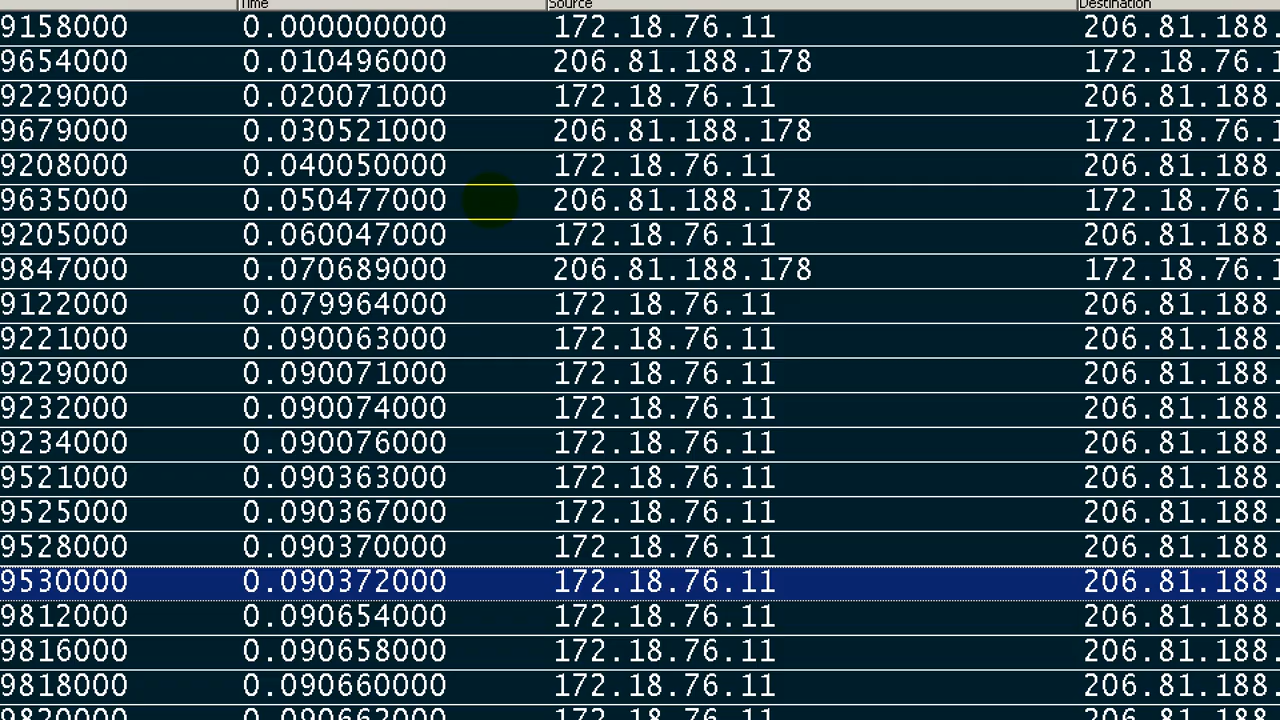 Time Source Destination
9158000 0.000000000 172.18.76.11 206.81.188.
9654000 0.010496000 206.81.188.178 172.18.76.1
9229000 0.020071000 172.18.76.11 206.81.188.
9679000 0.030521000 206.81.188.178 172.18.76.1
9208000 0.040050000 172.18.76.11 206.81.188.
9635000 0.050477000 206.81.188.178 172.18.76.1
9205000 0.060047000 172.18.76.11 206.81.188.
9847000 0.070689000 206.81.188.178 172.18.76.1
9122000 0.079964000 172.18.76.11 206.81.188.
9221000 0.090063000 172.18.76.11 206.81.188.
9229000 0.090071000 172.18.76.11 206.81.188.
9232000 0.090074000 172.18.76.11 206.81.188.
9234000 0.090076000 172.18.76.11 206.81.188.
9521000 0.090363000 172.18.76.11 206.81.188.
9525000 0.090367000 172.18.76.11 206.81.188.
9528000 0.090370000 172.18.76.11 206.81.188.
9530000 0.090372000 172.18.76.11 206.81.188.
9812000 0.090654000 172.18.76.11 206.81.188.
9816000 0.090658000 172.18.76.11 206.81.188.
9818000 0.090660000 172.18.76.11 206.81.188.
9820000 0.090662000 172.18.76.11 206.81.188.